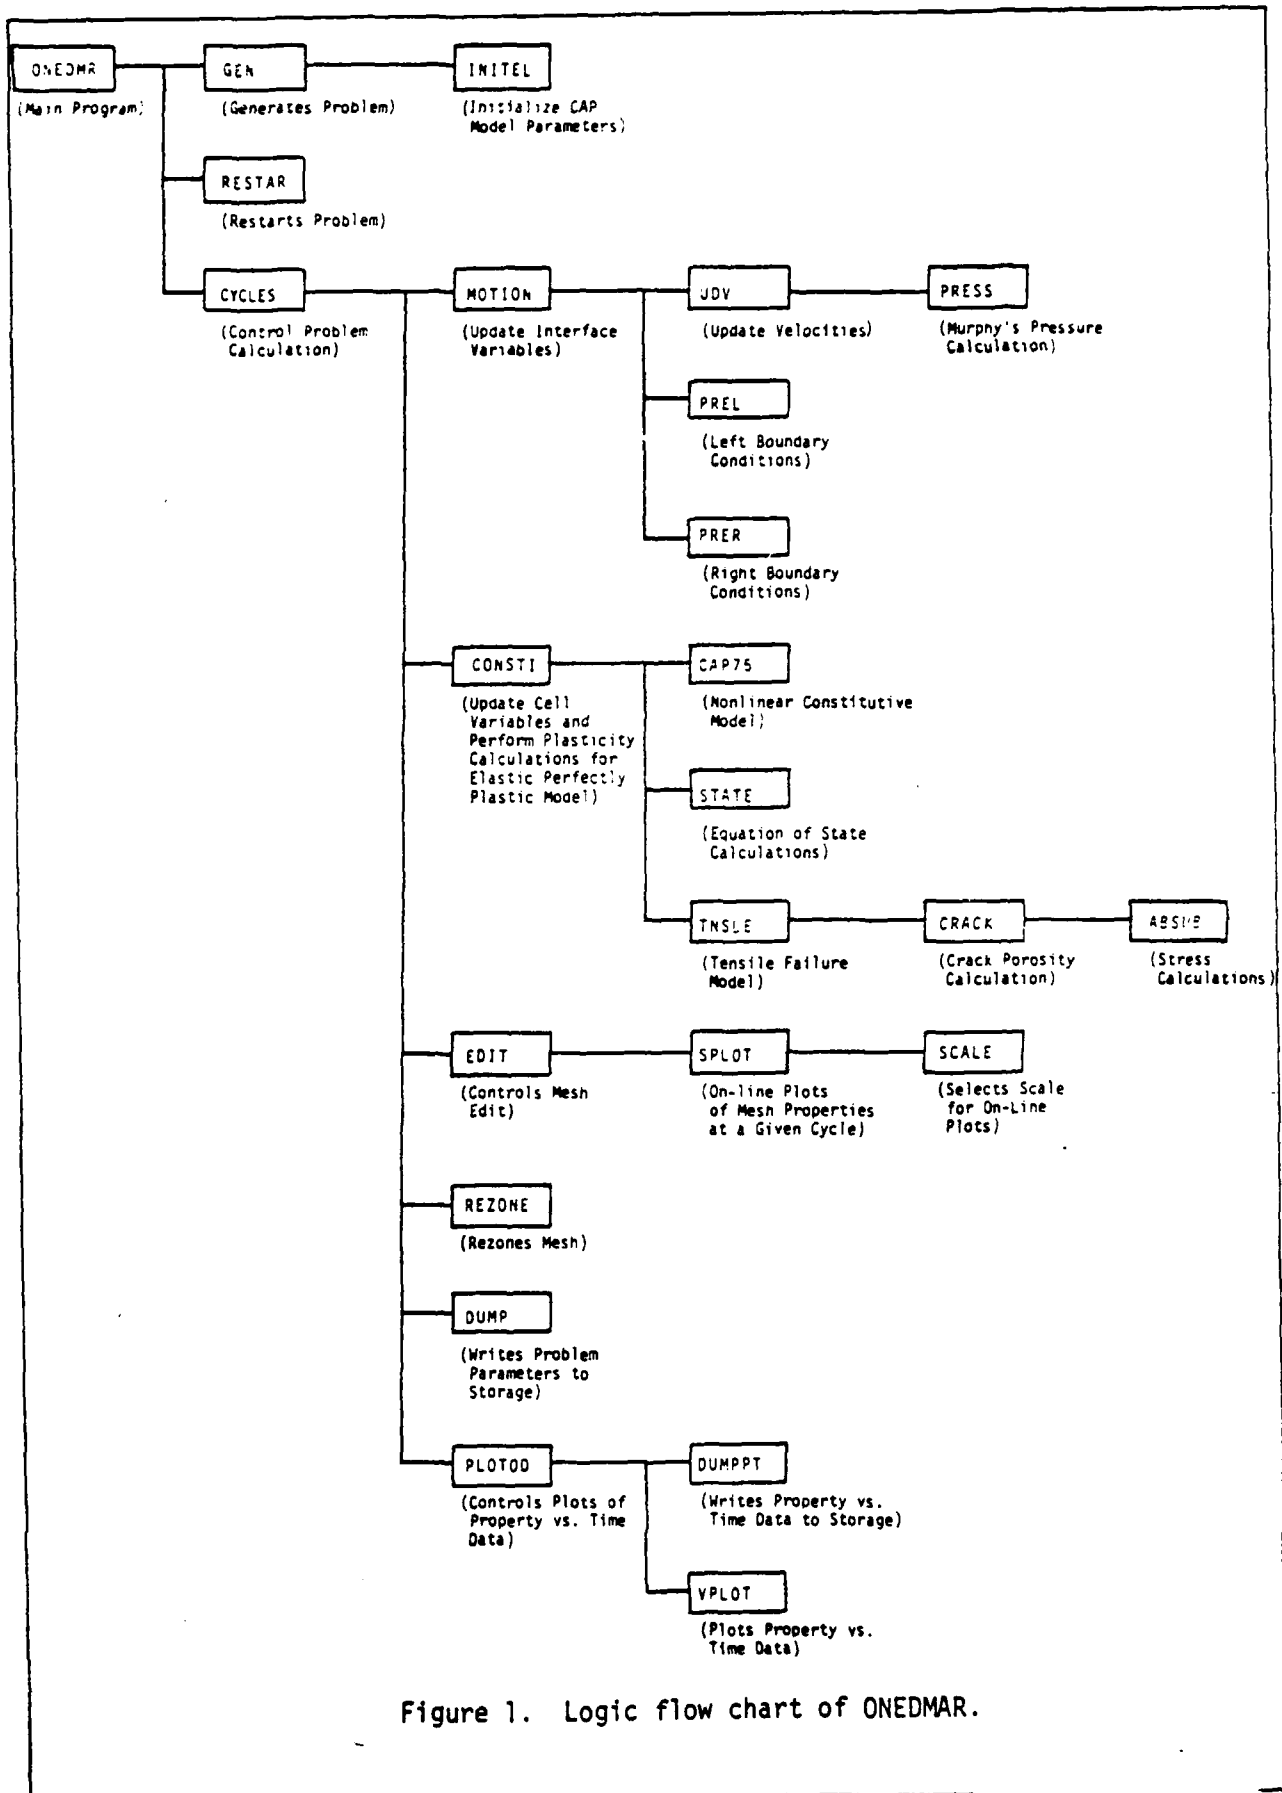 ONEDMR
(Main Program)
GEN
(Generates Problem)
INITEL
(Initialize CAP
Model Parameters)
RESTAR
(Restarts Problem)
CYCLES
(Control Problem
Calculation)
MOTION
(Update Interface
Variables)
UDV
(Update Velocities)
PRESS
(Murphy's Pressure
Calculation)
PREL
(Left Boundary
Conditions)
PRER
(Right Boundary
Conditions)
CONSTI
(Update Cell
Variables and
Perform Plasticity
Calculations for
Elastic Perfectly
Plastic Model)
CAP75
(Nonlinear Constitutive
Model)
STATE
(Equation of State
Calculations)
TNSLE
(Tensile Failure
Model)
CRACK
(Crack Porosity
Calculation)
(Stress
Calculations)
EDIT
(Controls Mesh
Edit)
SPLOT
(On-line Plots
of Mesh Properties
at a Given Cycle)
SCALE
(Selects Scale
for On-Line
Plots)
REZONE
(Rezones Mesh)
DUMP
(Writes Problem
Parameters to
Storage)
PLOTOD
(Controls Plots of
Property vs. Time
Data)
DUMPPT
(Writes Property vs.
Time Data to Storage)
VPLOT
(Plots Property vs.
Time Data)
Figure 1. Logic flow chart of ONEDMAR.